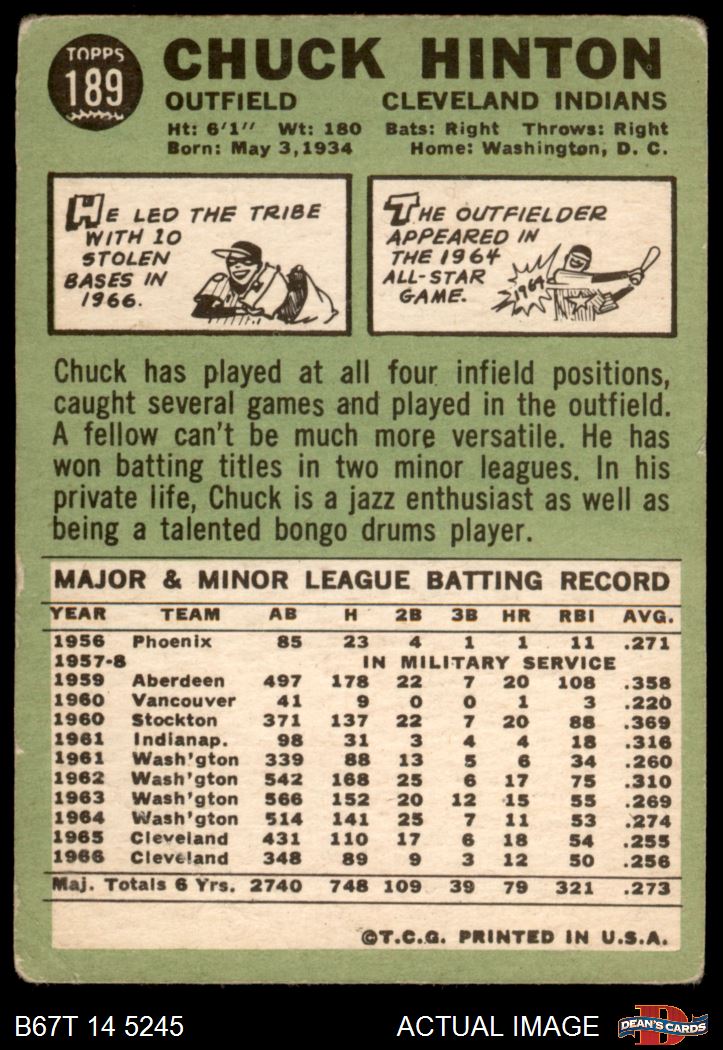 TOPPS
189
CHUCK HINTON
OUTFIELD CLEVELAND INDIANS
Ht: 6'1" Wt: 180 Bats: Right Throws: Right
Born: May 3, 1934 Home: Washington, D. C.
HE LED THE TRIBE
WITH 10
STOLEN
BASES IN
1966.
THE OUTFIELDER
APPEARED IN
THE 1964
ALL-STAR
GAME.
1964
Chuck has played at all four infield positions,
caught several games and played in the outfield.
A fellow can't be much more versatile. He has
won batting titles in two minor leagues. In his
private life, Chuck is a jazz enthusiast as well as
being a talented bongo drums player.
MAJOR & MINOR LEAGUE BATTING RECORD
YEAR TEAM AB H 2B 3B HR RBI AVG.
1956 Phoenix 85 23 4 1 1 11 .271
1957-8 IN MILITARY SERVICE
1959 Aberdeen 497 178 22 7 20 108 .358
1960 Vancouver 41 9 0 0 1 3 .220
1960 Stockton 371 137 22 7 20 88 .369
1961 Indianap. 98 31 3 4 4 18 .316
1961 Wash'gton 339 88 13 5 6 34 .260
1962 Wash'gton 542 168 25 6 17 75 .310
1963 Wash'gton 566 152 20 12 15 55 .269
1964 Wash'gton 514 141 25 7 11 53 .274
1965 Cleveland 431 110 17 6 18 54 .255
1966 Cleveland 348 89 9 3 12 50 .256
Maj. Totals 6 Yrs. 2740 748 109 39 79 321 .273
©T.C.G. PRINTED IN U.S.A.
B67T 14 5245 ACTUAL IMAGE
D
DEAN'S CARDS